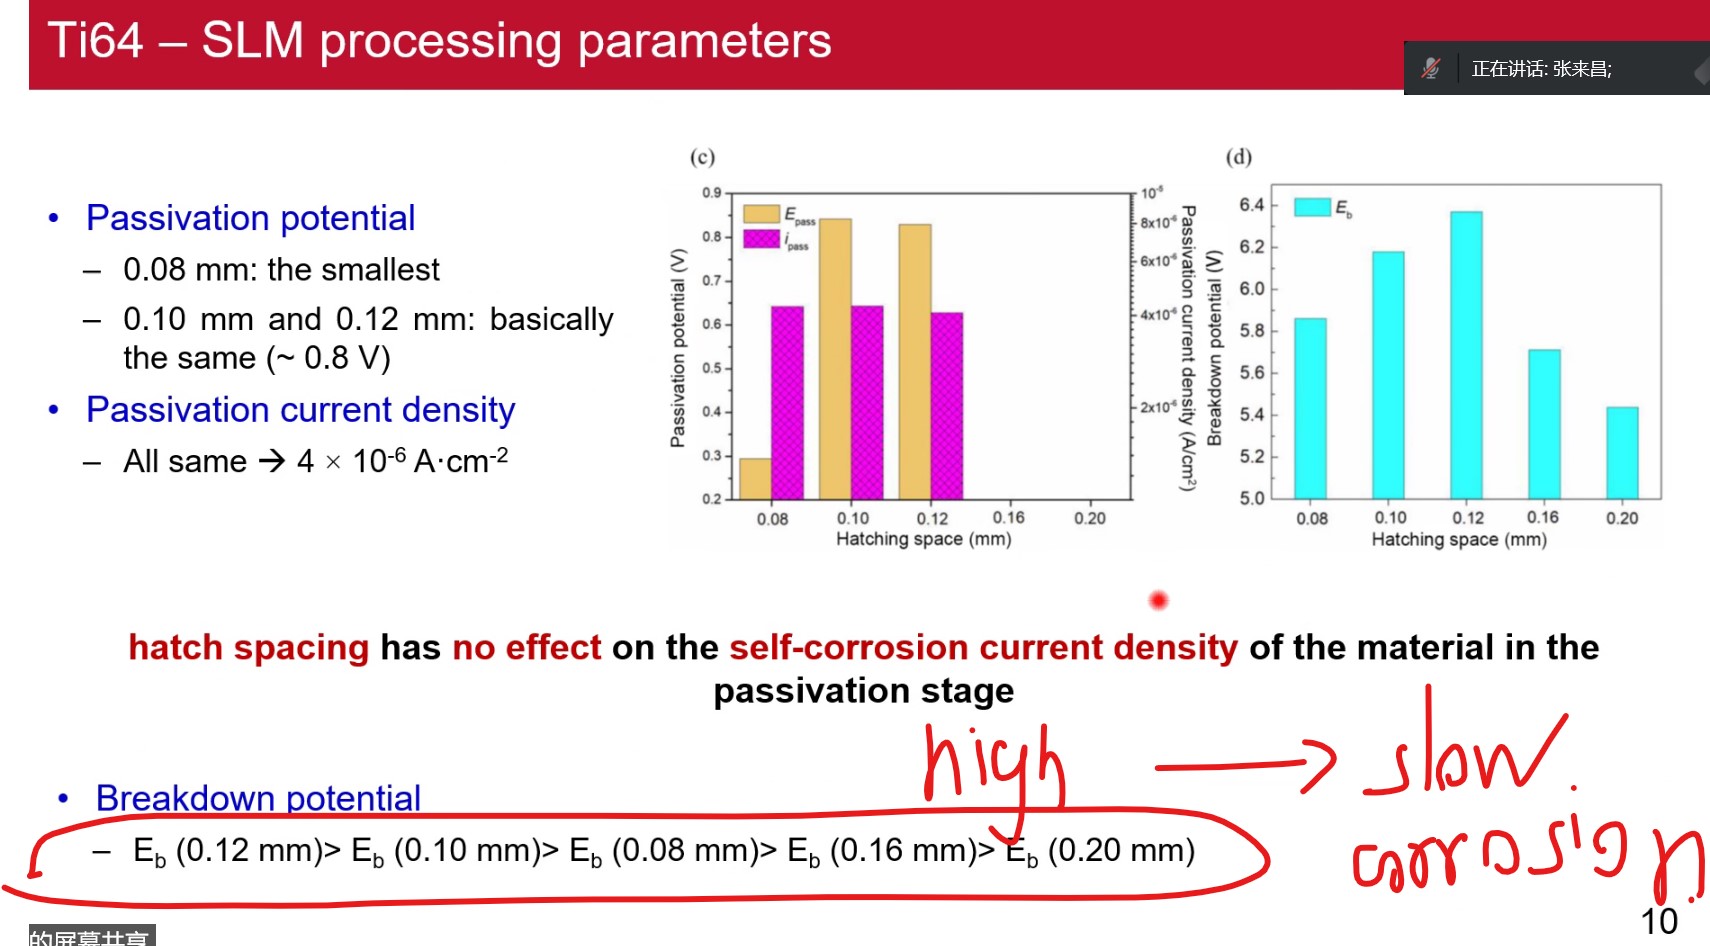 Ti64 – SLM processing parameters
正在讲话: 张来昌;
• Passivation potential
– 0.08 mm: the smallest
– 0.10 mm and 0.12 mm: basically
the same (~ 0.8 V)
• Passivation current density
– All same → 4 × 10⁻⁶ A·cm⁻²
(c)
0.9
0.8
0.7
0.6
0.5
0.4
0.3
0.2
Passivation potential (V)
E_pass
i_pass
10⁻⁵
8x10⁻⁶
6x10⁻⁶
4x10⁻⁶
2x10⁻⁶
Passivation current density (A/cm²)
0.08 0.10 0.12 0.16 0.20
Hatching space (mm)
(d)
6.4
6.2
6.0
5.8
5.6
5.4
5.2
5.0
Breakdown potential (V)
E_b
0.08 0.10 0.12 0.16 0.20
Hatching space (mm)
hatch spacing has no effect on the self-corrosion current density of the material in the
passivation stage
high → slow.
corrosion.
• Breakdown potential
– E_b (0.12 mm)> E_b (0.10 mm)> E_b (0.08 mm)> E_b (0.16 mm)> E_b (0.20 mm)
10
的屏幕共享